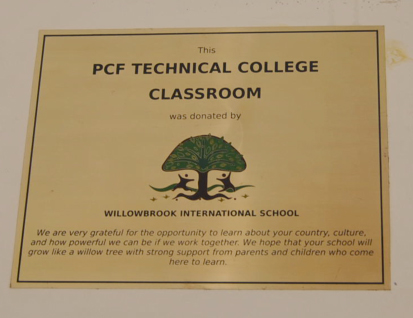 This
PCF TECHNICAL COLLEGE
CLASSROOM
was donated by
WILLOWBROOK INTERNATIONAL SCHOOL
We are very grateful for the opportunity to learn about your country, culture,
and how powerful we can be if we work together. We hope that your school will
grow like a willow tree with strong support from parents and children who come
here to learn.